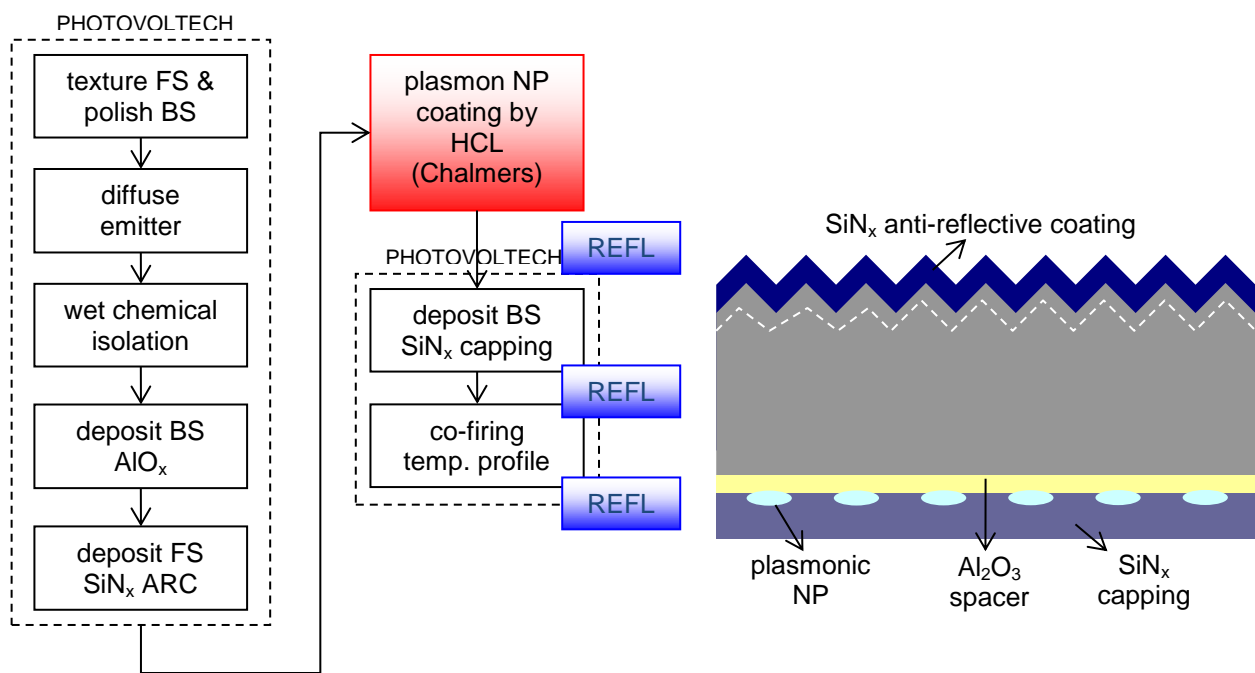 PHOTOVOLTECH
texture FS &
polish BS
diffuse
emitter
wet chemical
isolation
deposit BS
AlOₓ
deposit FS
SiNₓ ARC
plasmon NP
coating by
HCL
(Chalmers)
REFL
PHOTOVOLTECH
deposit BS
SiNₓ capping
REFL
co-firing
temp. profile
REFL
SiNₓ anti-reflective coating
plasmonic
NP
Al₂O₃
spacer
SiNₓ
capping